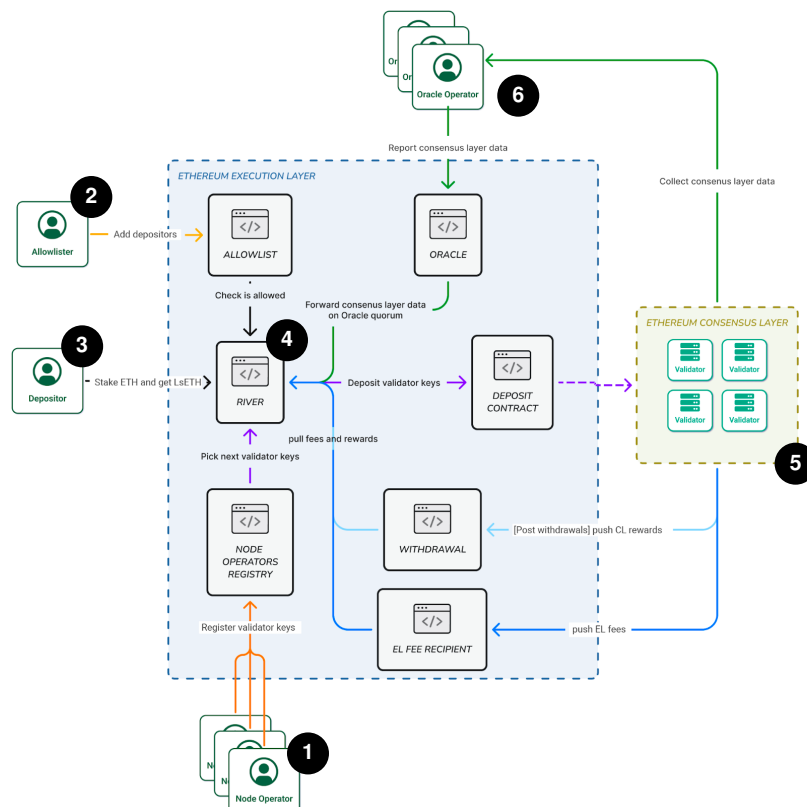 Or
Or
Oracle Operator
6
Report consensus layer data
Collect consenus layer data
ETHEREUM EXECUTION LAYER
2
Allowlister
Add depositors
</>
ALLOWLIST
</>
ORACLE
Check is allowed
Forward consenus layer data
on Oracle quorum
3
Depositor
Stake ETH and get LsETH
4
</>
RIVER
Deposit validator keys
</>
DEPOSIT
CONTRACT
ETHEREUM CONSENSUS LAYER
Validator
Validator
Validator
Validator
5
pull fees and rewards
Pick next validator keys
</>
NODE
OPERATORS
REGISTRY
</>
WITHDRAWAL
[Post withdrawals] push CL rewards
Register validator keys
</>
EL FEE RECIPIENT
push EL fees
N
N
Node Operator
1